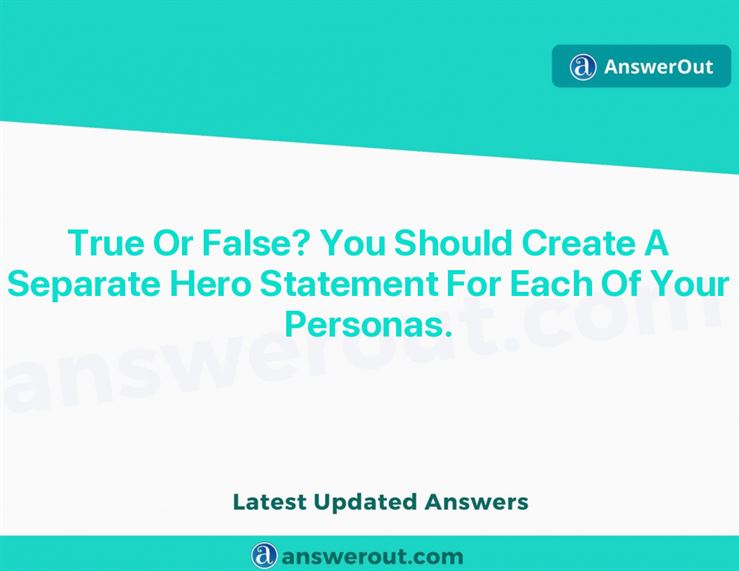 AnswerOut
True Or False? You Should Create A
Separate Hero Statement For Each Of Your
Personas.
answerout.com
Latest Updated Answers
answerout.com